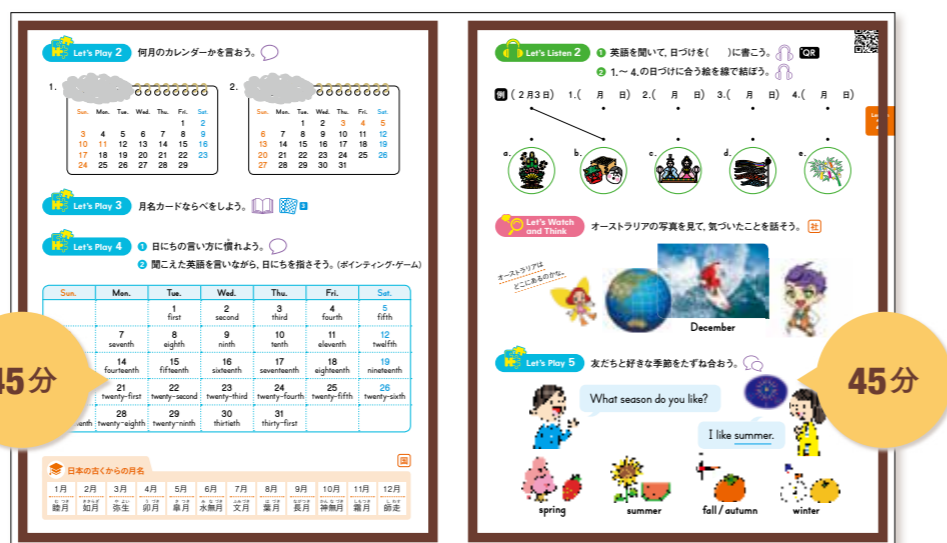 Let's Play 2 何月のカレンダーかを言おう。
1.
Sun. Mon. Tue. Wed. Thu. Fri. Sat.
1 2
3 4 5 6 7 8 9
10 11 12 13 14 15 16
17 18 19 20 21 22 23
24 25 26 27 28 29
2.
Sun. Mon. Tue. Wed. Thu. Fri. Sat.
1 2 3 4 5
6 7 8 9 10 11 12
13 14 15 16 17 18 19
20 21 22 23 24 25 26
27 28 29 30 31
Let's Play 3 月名カードならべをしよう。 3
Let's Play 4 ❶ 日にちの言い方に慣れよう。
❷ 聞こえた英語を言いながら，日にちを指さそう。(ポインティング・ゲーム)
Sun. Mon. Tue. Wed. Thu. Fri. Sat.
1 2 3 4 5
first second third fourth fifth
7 8 9 10 11 12
seventh eighth ninth tenth eleventh twelfth
14 15 16 17 18 19
fourteenth fifteenth sixteenth seventeenth eighteenth nineteenth
21 22 23 24 25 26
twenty-first twenty-second twenty-third twenty-fourth twenty-fifth twenty-sixth
28 29 30 31
enth twenty-eighth twenty-ninth thirtieth thirty-first
45分
国
日本の古くからの月名
1月 2月 3月 4月 5月 6月 7月 8月 9月 10月 11月 12月
睦月 如月 弥生 卯月 皐月 水無月 文月 葉月 長月 神無月 霜月 師走
Let's Listen 2 ❶ 英語を聞いて，日づけを( )に書こう。 QR
❷ 1.～ 4.の日づけに合う絵を線で結ぼう。
例 ( 2月3日) 1.( 月 日) 2.( 月 日) 3.( 月 日) 4.( 月 日)
a. b. c. d. e.
Let's Watch and Think オーストラリアの写真を見て，気づいたことを話そう。 社
オーストラリアは
どこにあるのかな。
December
Let's Play 5 友だちと好きな季節をたずね合おう。
What season do you like?
I like summer.
45分
spring summer fall / autumn winter